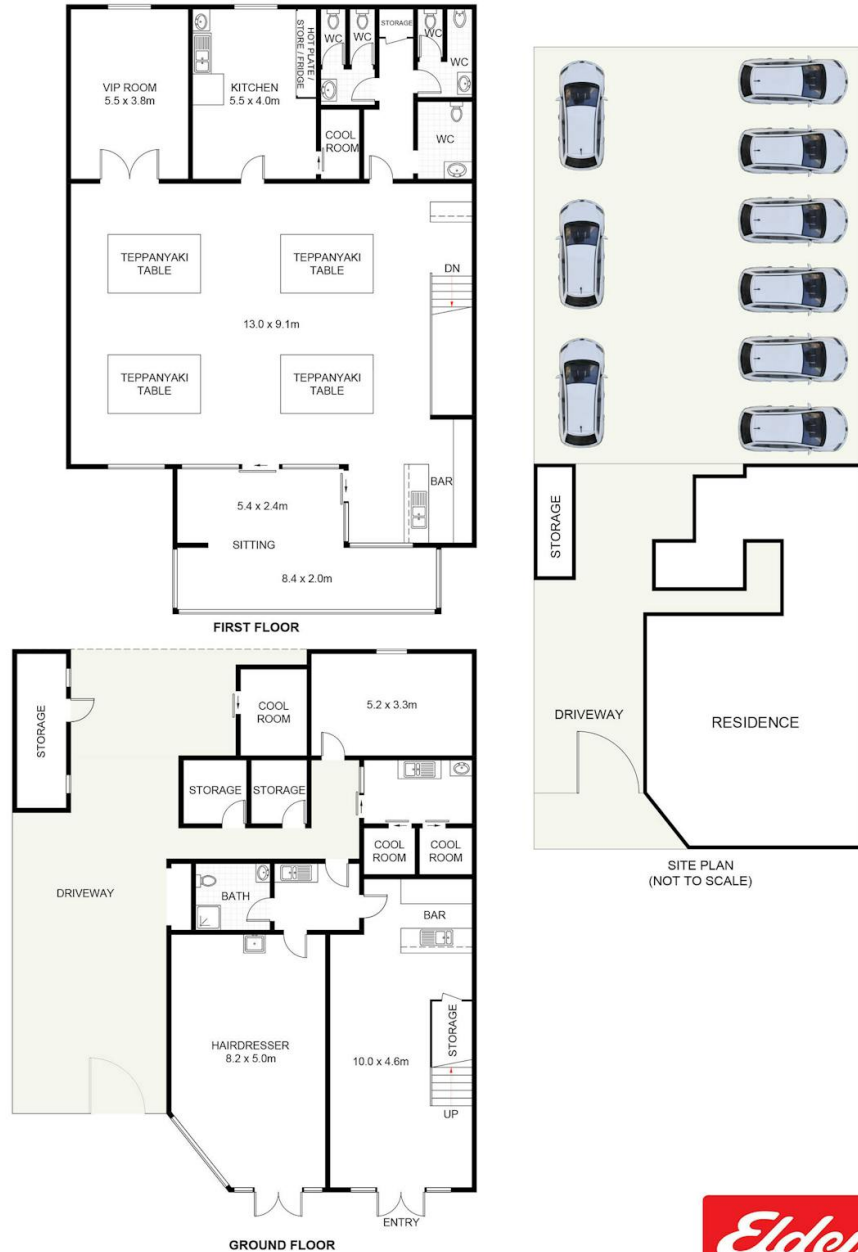 VIP ROOM
5.5 x 3.8m
KITCHEN
5.5 x 4.0m
HOT PLATE /
STORE / FRIDGE
WC
WC
STORAGE
WC
WC
COOL
ROOM
WC
TEPPANYAKI
TABLE
TEPPANYAKI
TABLE
DN
13.0 x 9.1m
TEPPANYAKI
TABLE
TEPPANYAKI
TABLE
BAR
5.4 x 2.4m
SITTING
8.4 x 2.0m
FIRST FLOOR
STORAGE
COOL
ROOM
5.2 x 3.3m
STORAGE
STORAGE
COOL
ROOM
COOL
ROOM
DRIVEWAY
BATH
BAR
HAIRDRESSER
8.2 x 5.0m
10.0 x 4.6m
STORAGE
UP
ENTRY
GROUND FLOOR
STORAGE
DRIVEWAY
RESIDENCE
SITE PLAN
(NOT TO SCALE)
Elder